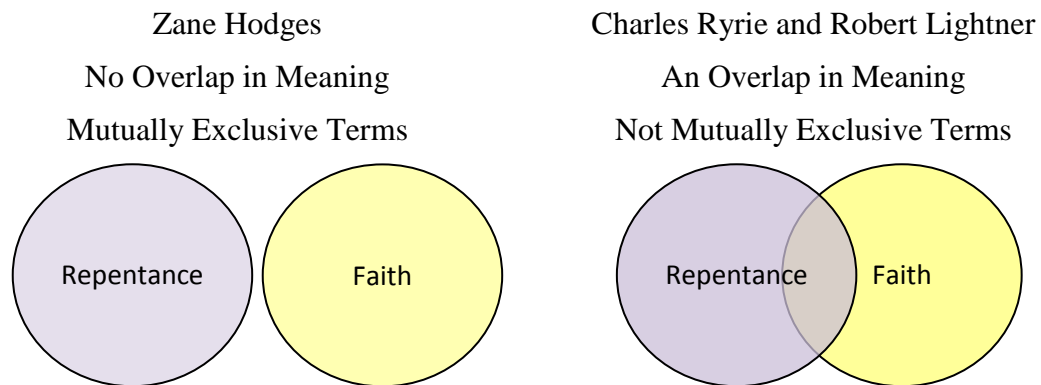 Zane Hodges
No Overlap in Meaning
Mutually Exclusive Terms
Repentance
Faith
Charles Ryrie and Robert Lightner
An Overlap in Meaning
Not Mutually Exclusive Terms
Repentance
Faith